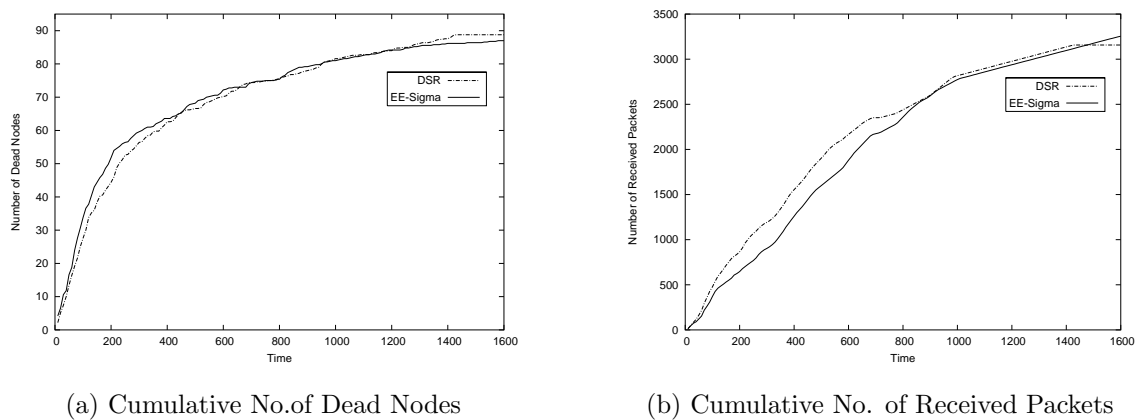 90
80
70
60
50
40
30
20
10
0
Number of Dead Nodes
DSR
EE-Sigma
0 200 400 600 800 1000 1200 1400 1600
Time
(a) Cumulative No.of Dead Nodes
3500
3000
2500
2000
1500
1000
500
0
Number of Received Packets
DSR
EE-Sigma
0 200 400 600 800 1000 1200 1400 1600
Time
(b) Cumulative No. of Received Packets